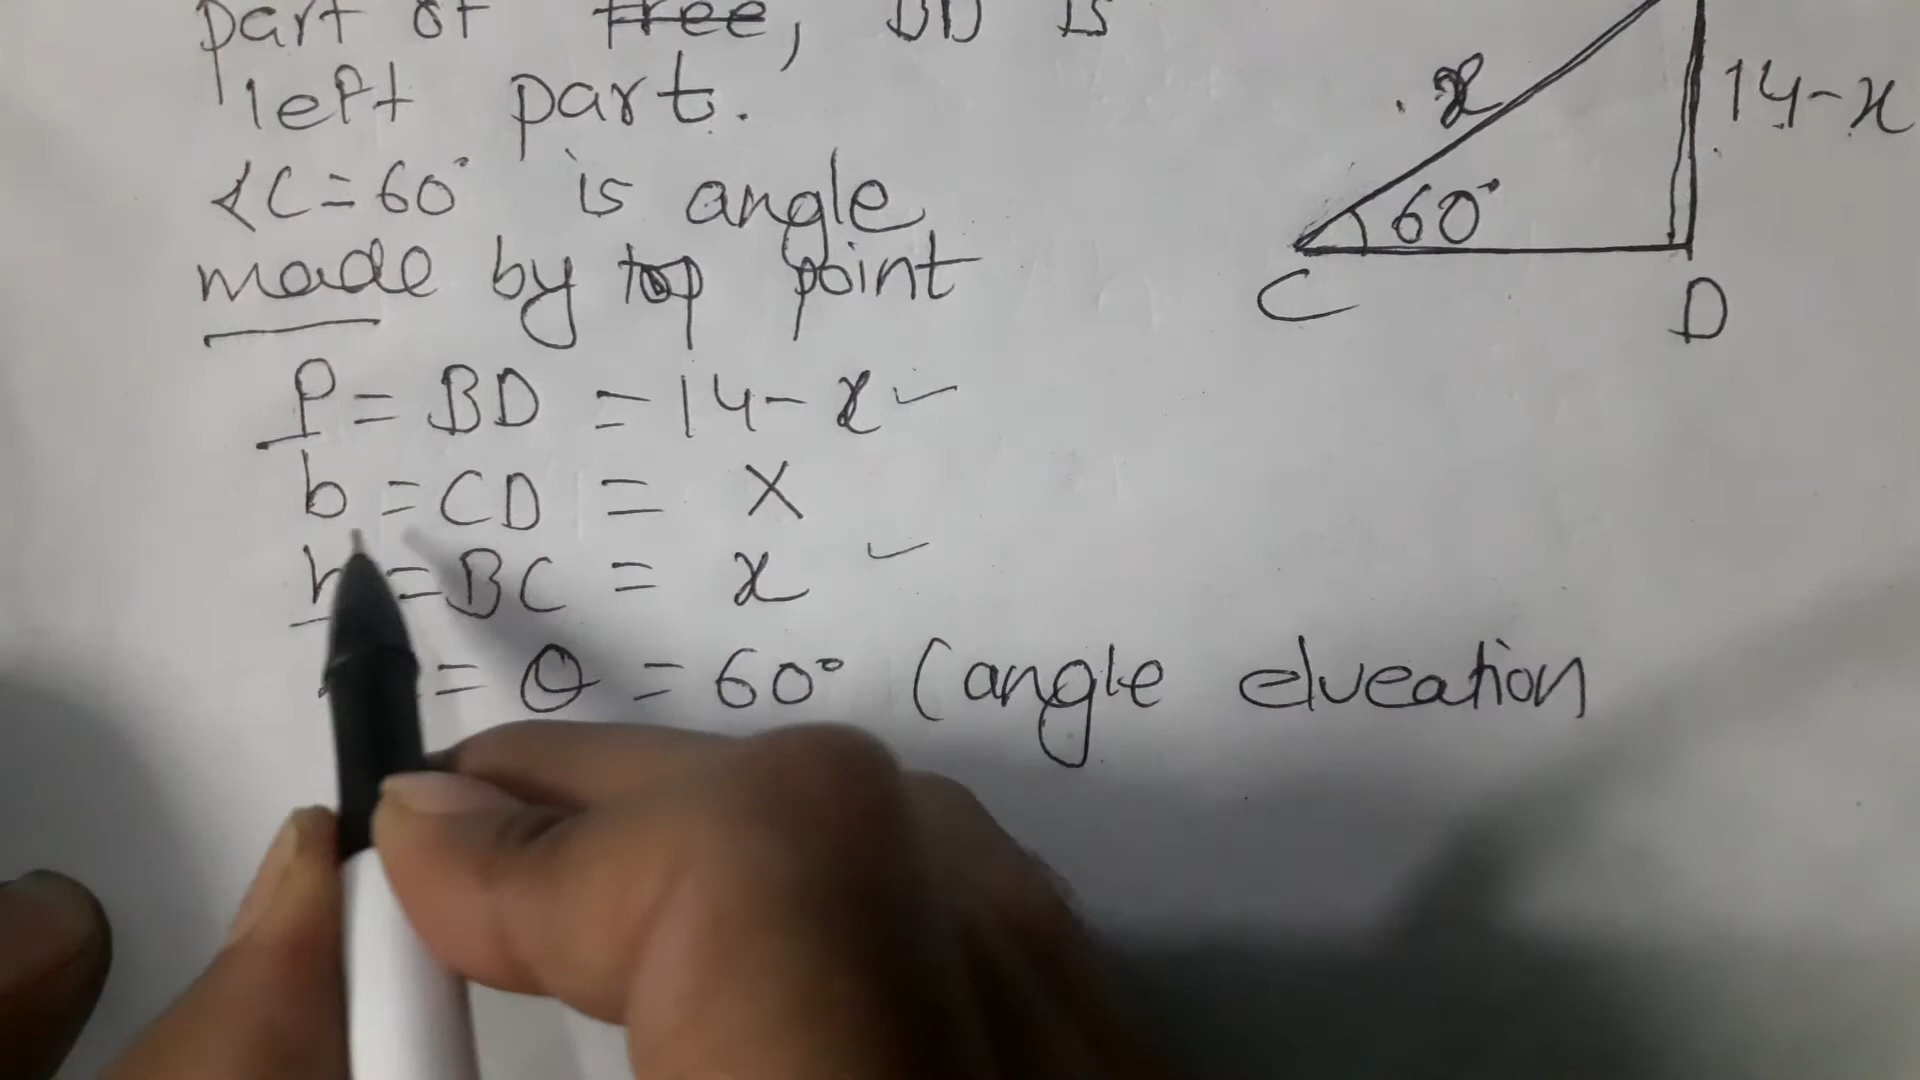 part of tree, BD is
left part.
∠C=60° is angle
made by top point
P = BD = 14-x
b = CD = X
h = BC = x
= θ = 60° (angle elveation
x
14-x
60°
C
D